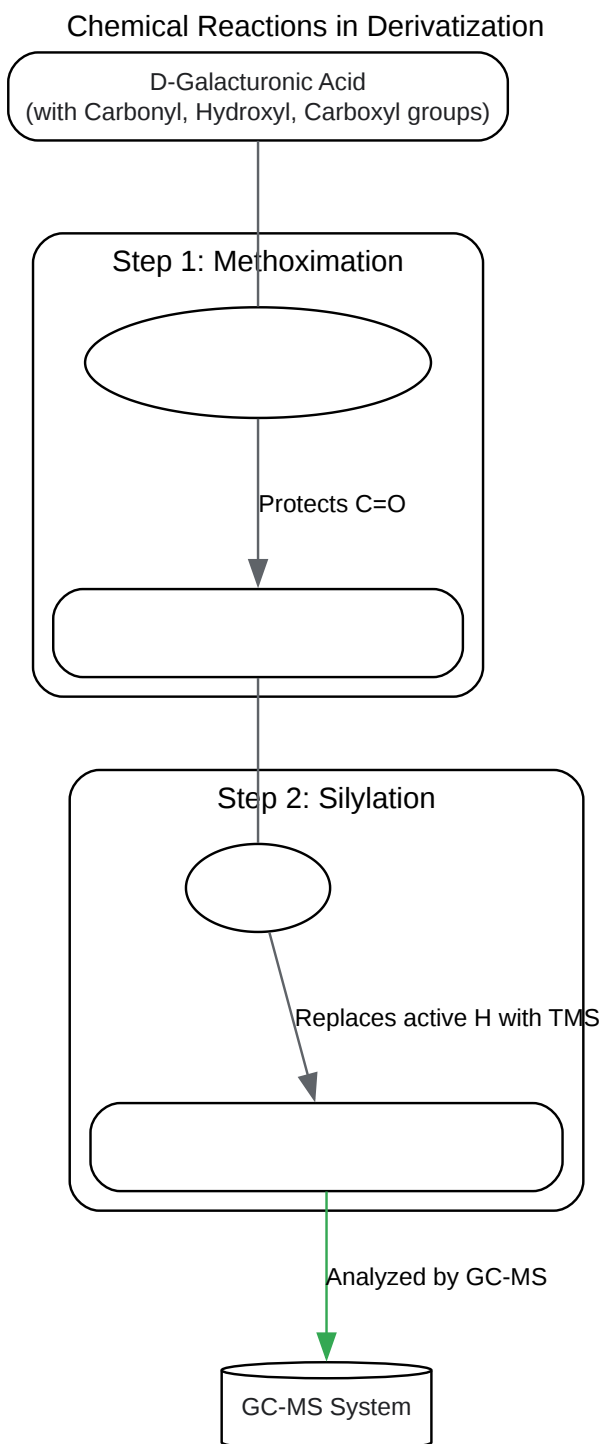 Chemical Reactions in Derivatization
D-Galacturonic Acid
(with Carbonyl, Hydroxyl, Carboxyl groups)
Step 1: Methoximation
Protects C=O
Step 2: Silylation
Replaces active H with TMS
Analyzed by GC-MS
GC-MS System